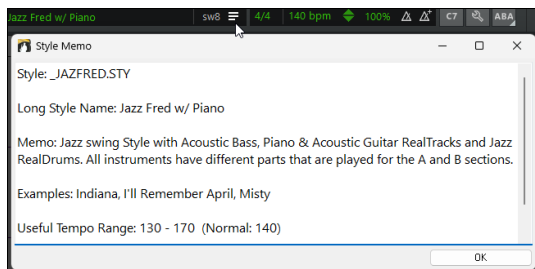 Jazz Fred w/ Piano sw8 4/4 140 bpm 100% C7 ABA
Style Memo
Style: _JAZFRED.STY
Long Style Name: Jazz Fred w/ Piano
Memo: Jazz swing Style with Acoustic Bass, Piano & Acoustic Guitar RealTracks and Jazz
RealDrums. All instruments have different parts that are played for the A and B sections.
Examples: Indiana, I'll Remember April, Misty
Useful Tempo Range: 130 - 170 (Normal: 140)
OK